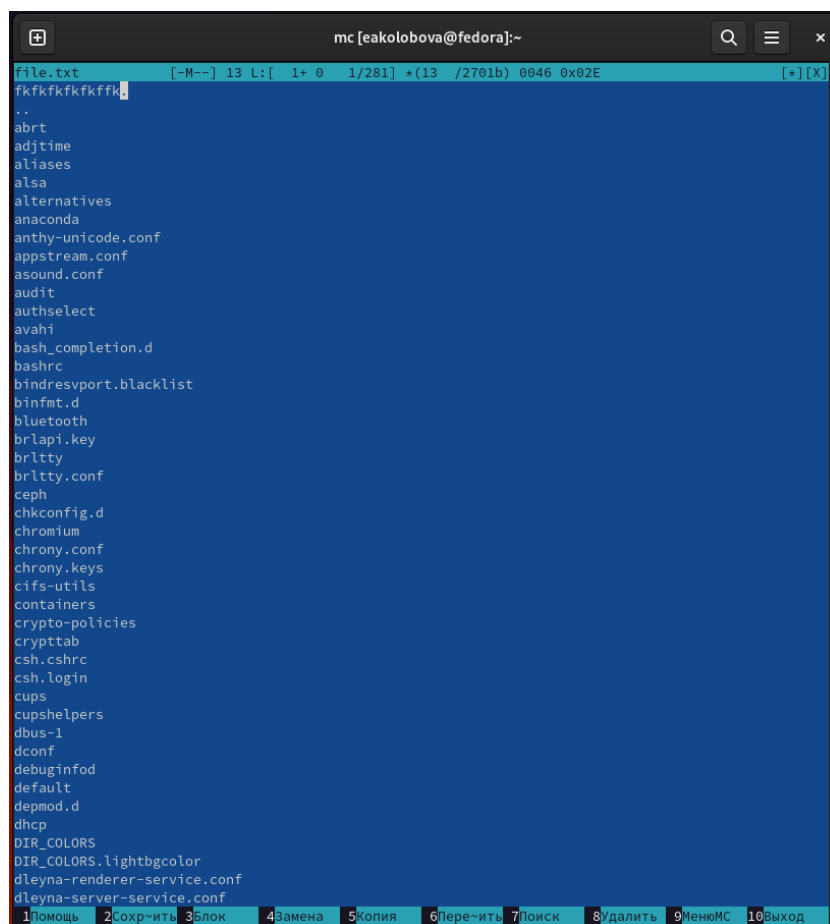 mc [eakolobova@fedora]:~
file.txt [-M--] 13 L:[ 1+ 0 1/281] *(13 /2701b) 0046 0x02E [*][X]
fkfkfkfkfkffk.
..
abrt
adjtime
aliases
alsa
alternatives
anaconda
anthy-unicode.conf
appstream.conf
asound.conf
audit
authselect
avahi
bash_completion.d
bashrc
bindresvport.blacklist
binfmt.d
bluetooth
brlapi.key
brltty
brltty.conf
ceph
chkconfig.d
chromium
chrony.conf
chrony.keys
cifs-utils
containers
crypto-policies
crypttab
csh.cshrc
csh.login
cups
cupshelpers
dbus-1
dconf
debuginfod
default
depmod.d
dhcp
DIR_COLORS
DIR_COLORS.lightbgcolor
dleyna-renderer-service.conf
dleyna-server-service.conf
1Помощь 2Сохр~ить 3Блок 4Замена 5Копия 6Пере~ить 7Поиск 8Удалить 9МенюMC 10Выход